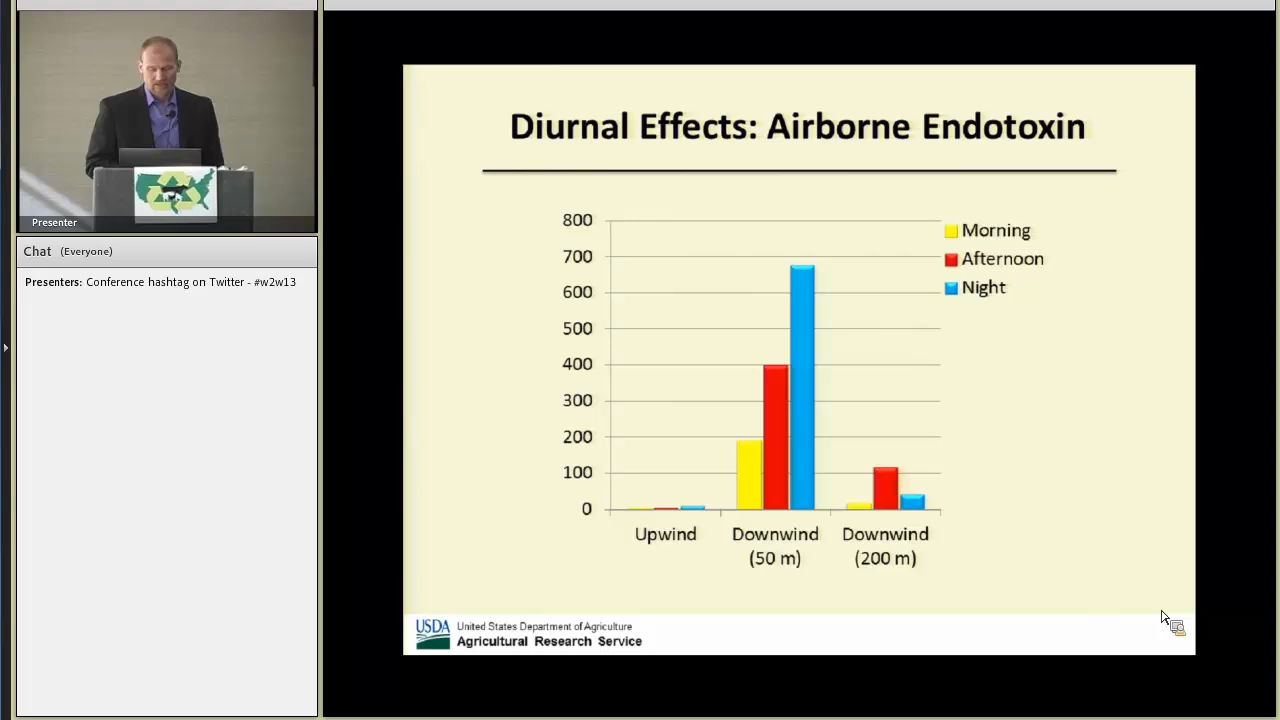 Presenter
Chat (Everyone)
Presenters: Conference hashtag on Twitter - #w2w13
Diurnal Effects: Airborne Endotoxin
800
700
600
500
400
300
200
100
0
Morning
Afternoon
Night
Upwind
Downwind
(50 m)
Downwind
(200 m)
USDA
United States Department of Agriculture
Agricultural Research Service